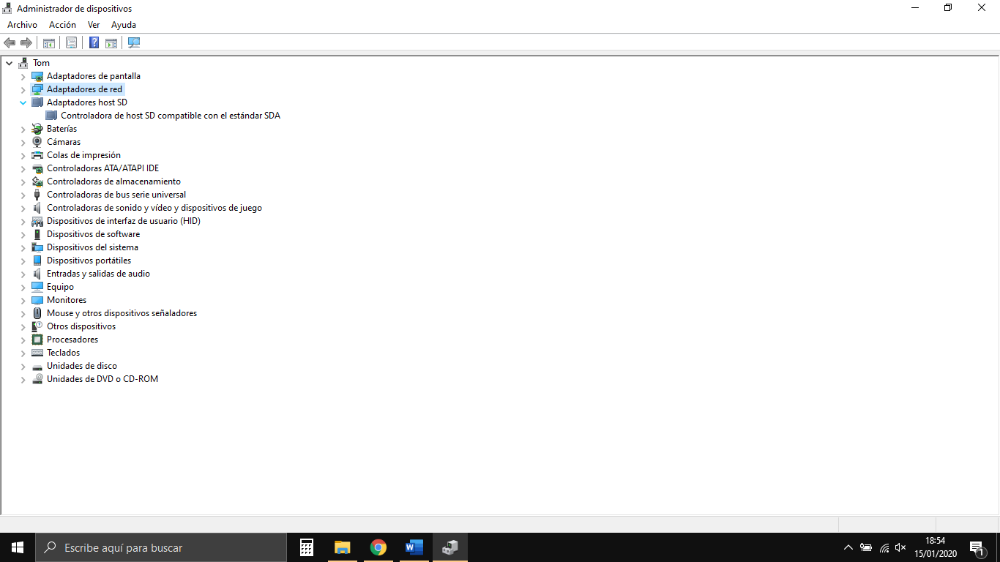 Administrador de dispositivos
Archivo Acción Ver Ayuda
Tom
Adaptadores de pantalla
Adaptadores de red
Adaptadores host SD
Controladora de host SD compatible con el estándar SDA
Baterías
Cámaras
Colas de impresión
Controladoras ATA/ATAPI IDE
Controladoras de almacenamiento
Controladoras de bus serie universal
Controladoras de sonido y vídeo y dispositivos de juego
Dispositivos de interfaz de usuario (HID)
Dispositivos de software
Dispositivos del sistema
Dispositivos portátiles
Entradas y salidas de audio
Equipo
Monitores
Mouse y otros dispositivos señaladores
Otros dispositivos
Procesadores
Teclados
Unidades de disco
Unidades de DVD o CD-ROM
Escribe aquí para buscar
18:54
15/01/2020
1